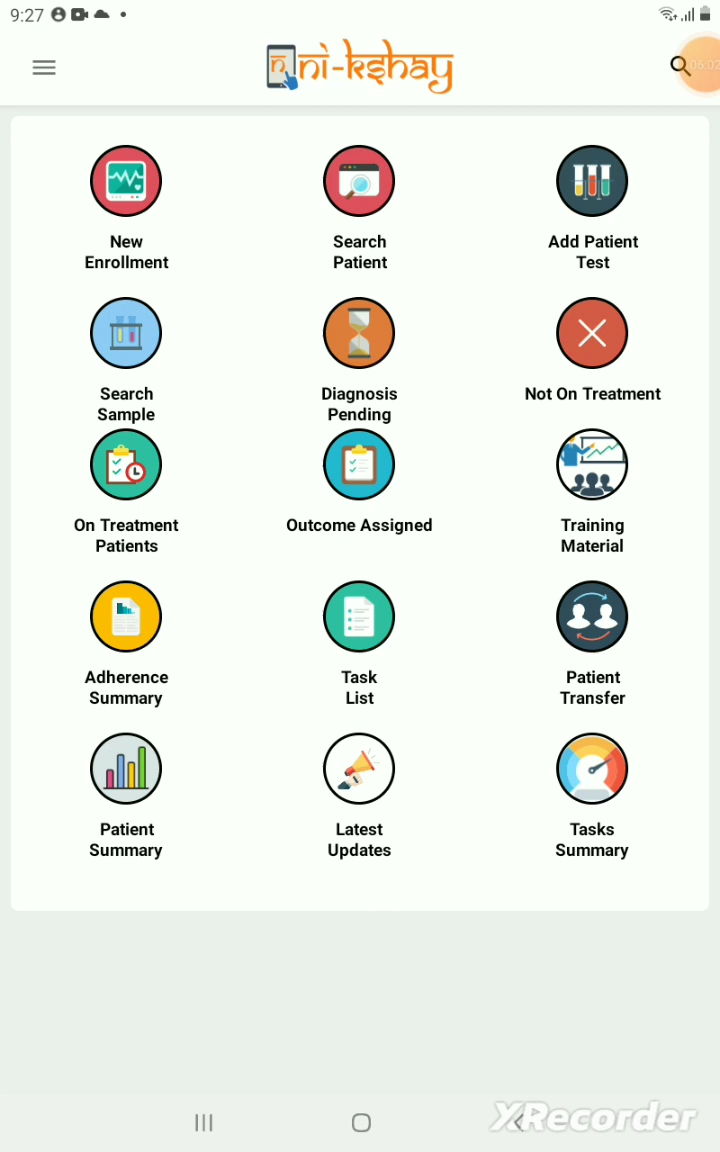 9:27
न ni-kshay
06:02
New
Enrollment
Search
Patient
Add Patient
Test
Search
Sample
Diagnosis
Pending
Not On Treatment
On Treatment
Patients
Outcome Assigned
Training
Material
Adherence
Summary
Task
List
Patient
Transfer
Patient
Summary
Latest
Updates
Tasks
Summary
XRecorder